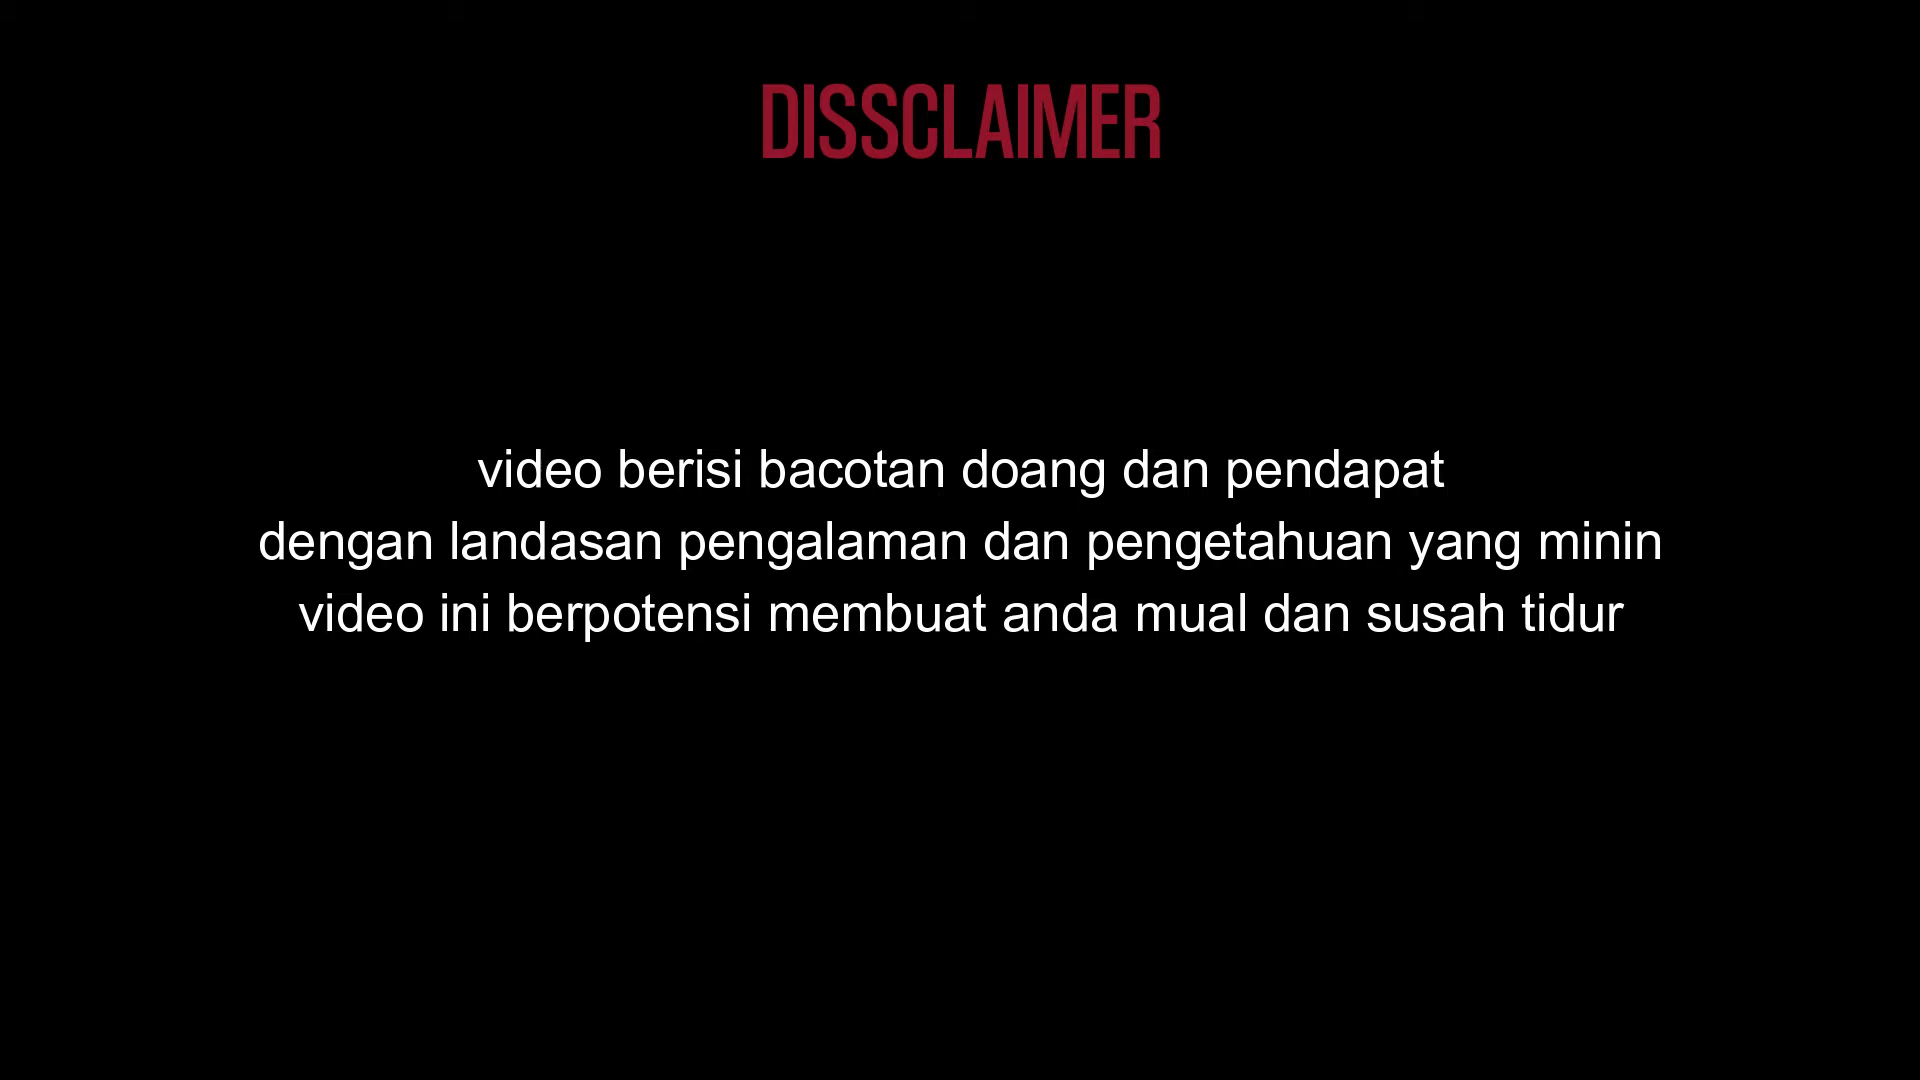 DISSCLAIMER
video berisi bacotan doang dan pendapat
dengan landasan pengalaman dan pengetahuan yang minin
video ini berpotensi membuat anda mual dan susah tidur